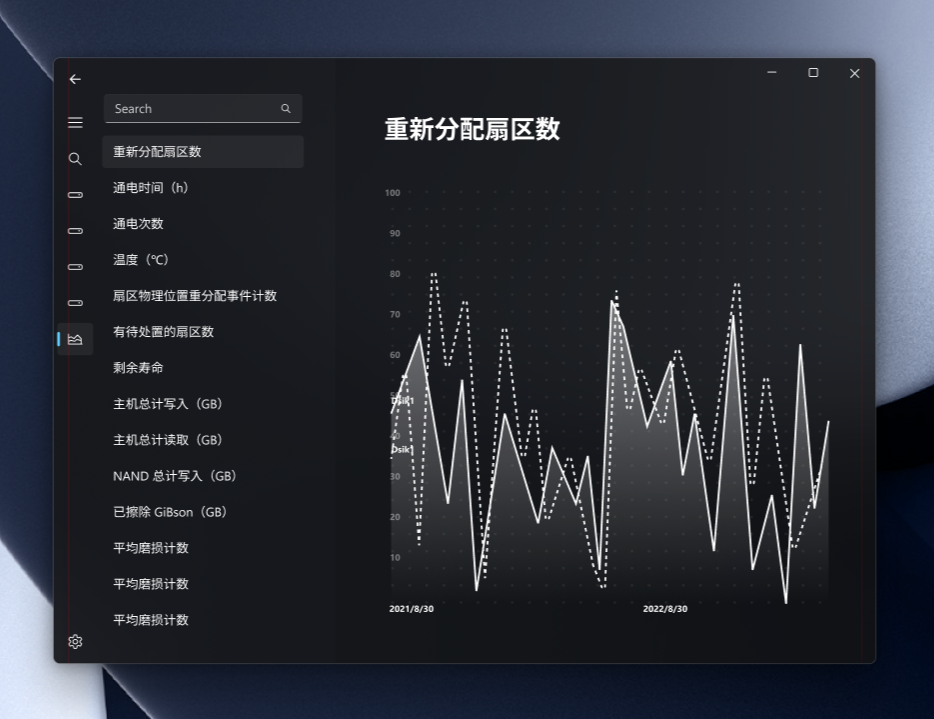 Search
重新分配扇区数
通电时间（h）
通电次数
温度（℃）
扇区物理位置重分配事件计数
有待处置的扇区数
剩余寿命
主机总计写入（GB）
主机总计读取（GB）
NAND 总计写入（GB）
已擦除 GiBson（GB）
平均磨损计数
平均磨损计数
平均磨损计数
重新分配扇区数
100
90
80
70
60
Dsik1
40
Dsik1
30
20
10
2021/8/30
2022/8/30